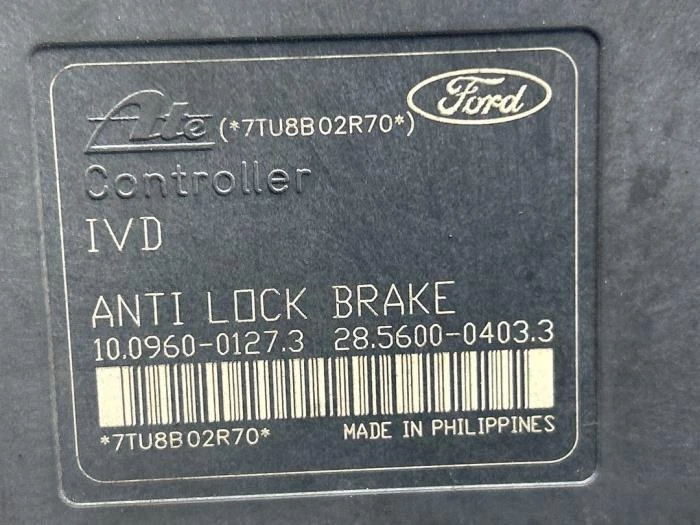 Ate (*7TU8B02R70*) Ford
Controller
IVD
ANTI LOCK BRAKE
10.0960-0127.3 28.5600-0403.3
*7TU8B02R70* MADE IN PHILIPPINES